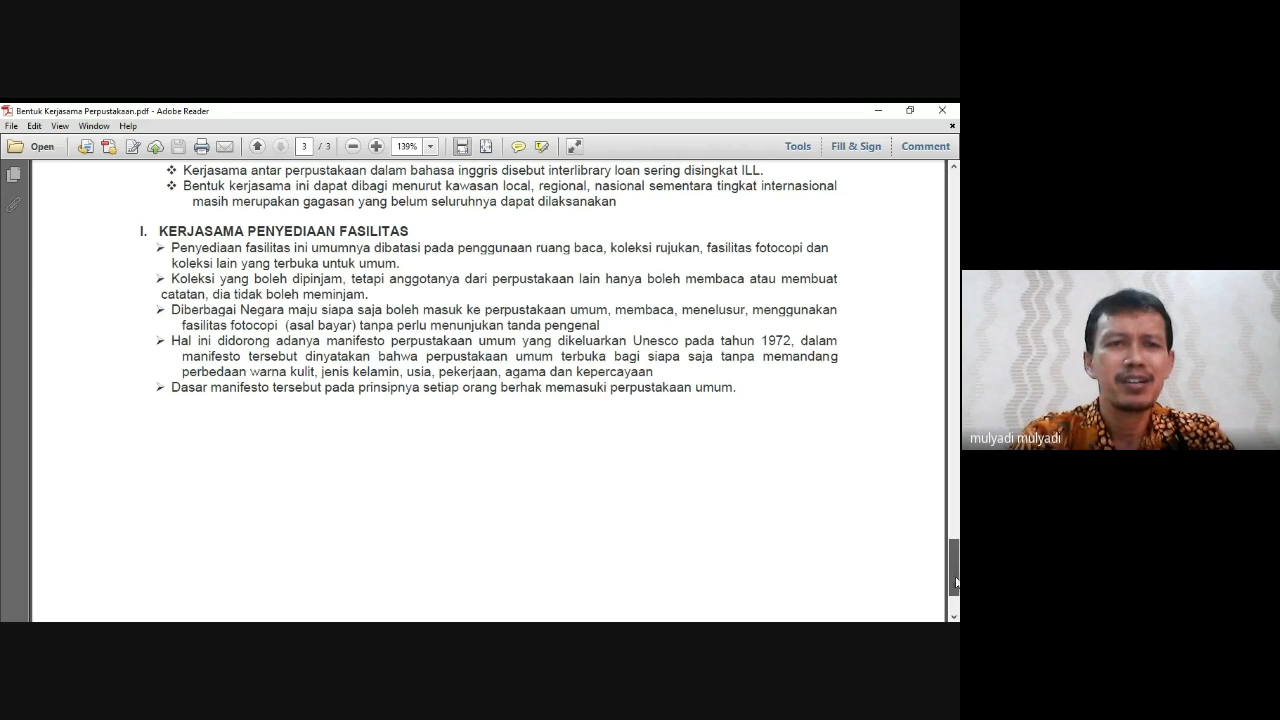 Bentuk Kerjasama Perpustakaan.pdf - Adobe Reader
File Edit View Window Help
Open 3 / 3 139% Tools Fill & Sign Comment
❖ Kerjasama antar perpustakaan dalam bahasa inggris disebut interlibrary loan sering disingkat ILL.
❖ Bentuk kerjasama ini dapat dibagi menurut kawasan local, regional, nasional sementara tingkat internasional
masih merupakan gagasan yang belum seluruhnya dapat dilaksanakan
I. KERJASAMA PENYEDIAAN FASILITAS
➢ Penyediaan fasilitas ini umumnya dibatasi pada penggunaan ruang baca, koleksi rujukan, fasilitas fotocopi dan
koleksi lain yang terbuka untuk umum.
➢ Koleksi yang boleh dipinjam, tetapi anggotanya dari perpustakaan lain hanya boleh membaca atau membuat
catatan, dia tidak boleh meminjam.
➢ Diberbagai Negara maju siapa saja boleh masuk ke perpustakaan umum, membaca, menelusur, menggunakan
fasilitas fotocopi (asal bayar) tanpa perlu menunjukan tanda pengenal
➢ Hal ini didorong adanya manifesto perpustakaan umum yang dikeluarkan Unesco pada tahun 1972, dalam
manifesto tersebut dinyatakan bahwa perpustakaan umum terbuka bagi siapa saja tanpa memandang
perbedaan warna kulit, jenis kelamin, usia, pekerjaan, agama dan kepercayaan
➢ Dasar manifesto tersebut pada prinsipnya setiap orang berhak memasuki perpustakaan umum.
mulyadi mulyadi